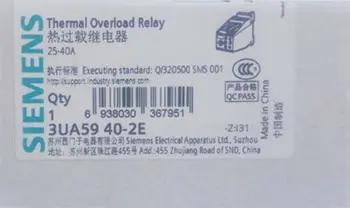 SIEMENS
Thermal Overload Relay
热过载继电器
25-40A
执行标准: Executing standard: Q/320500 SMS 001
http://support.industry.siemens.com
Made in China
中国制造
产品合格
QC PASS
Qty
1
6 938030 367951
3UA59 40-2E
-Z:I31
苏州西门子电器有限公司 Siemens Electrical Apparatus Ltd., Suzhou
地址: 苏州新区珠江路455号 Add: 455 Zhujiang Road of SND, China